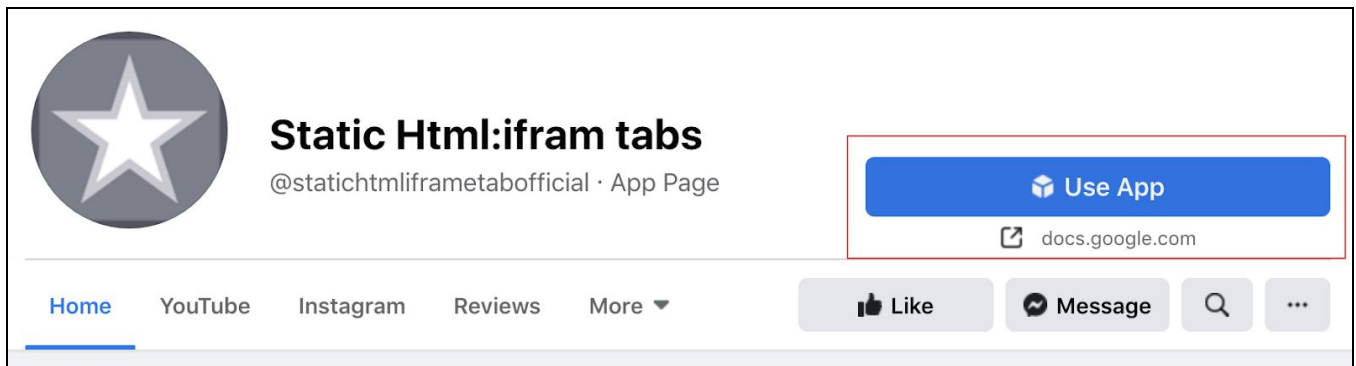 Static Html:ifram tabs
@statichtmliframetabofficial · App Page
Use App
docs.google.com
Home YouTube Instagram Reviews More Like Message